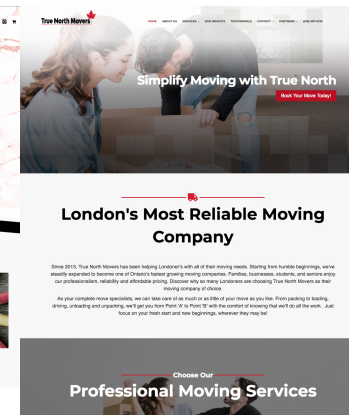 True North Movers
HOME ABOUT US SERVICES OUR INSIGHTS TESTIMONIALS CONTACT PARTNERS
Simplify Moving with True North
Book Your Move Today!
London's Most Reliable Moving
Company
Since 2013, True North Movers has been helping Londoner's with all of their moving needs. Starting from humble beginnings, we've
steadily expanded to become one of Ontario's fastest growing moving companies. Families, businesses, students, and seniors enjoy
our professionalism, reliability and affordable pricing. Discover why so many Londoners are choosing True North Movers as their
moving company of choice.
As your complete move specialists, we can take care of as much or as little of your move as you like. From packing to loading,
driving, unloading and unpacking, we'll get you from Point 'A' to Point 'B' with the comfort of knowing that we'll do all the work. Just
focus on your fresh start and new beginnings, wherever they may be!
Choose Our
Professional Moving Services